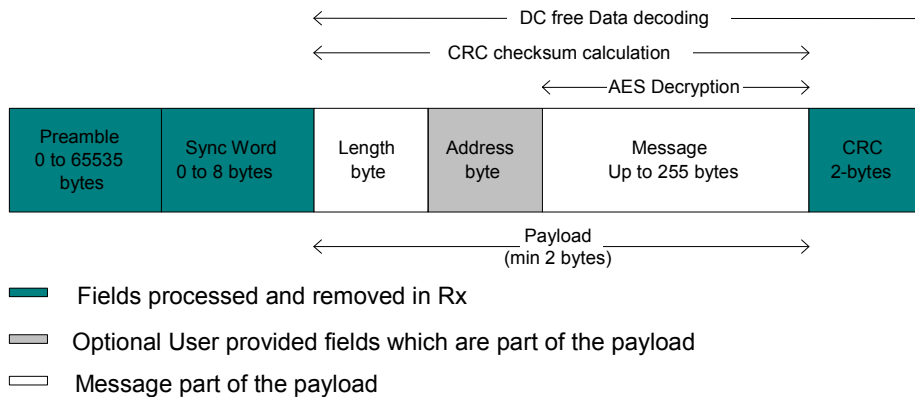 DC free Data decoding
CRC checksum calculation
AES Decryption
Preamble
0 to 65535
bytes
Sync Word
0 to 8 bytes
Length
byte
Address
byte
Message
Up to 255 bytes
CRC
2-bytes
Payload
(min 2 bytes)
Fields processed and removed in Rx
Optional User provided fields which are part of the payload
Message part of the payload